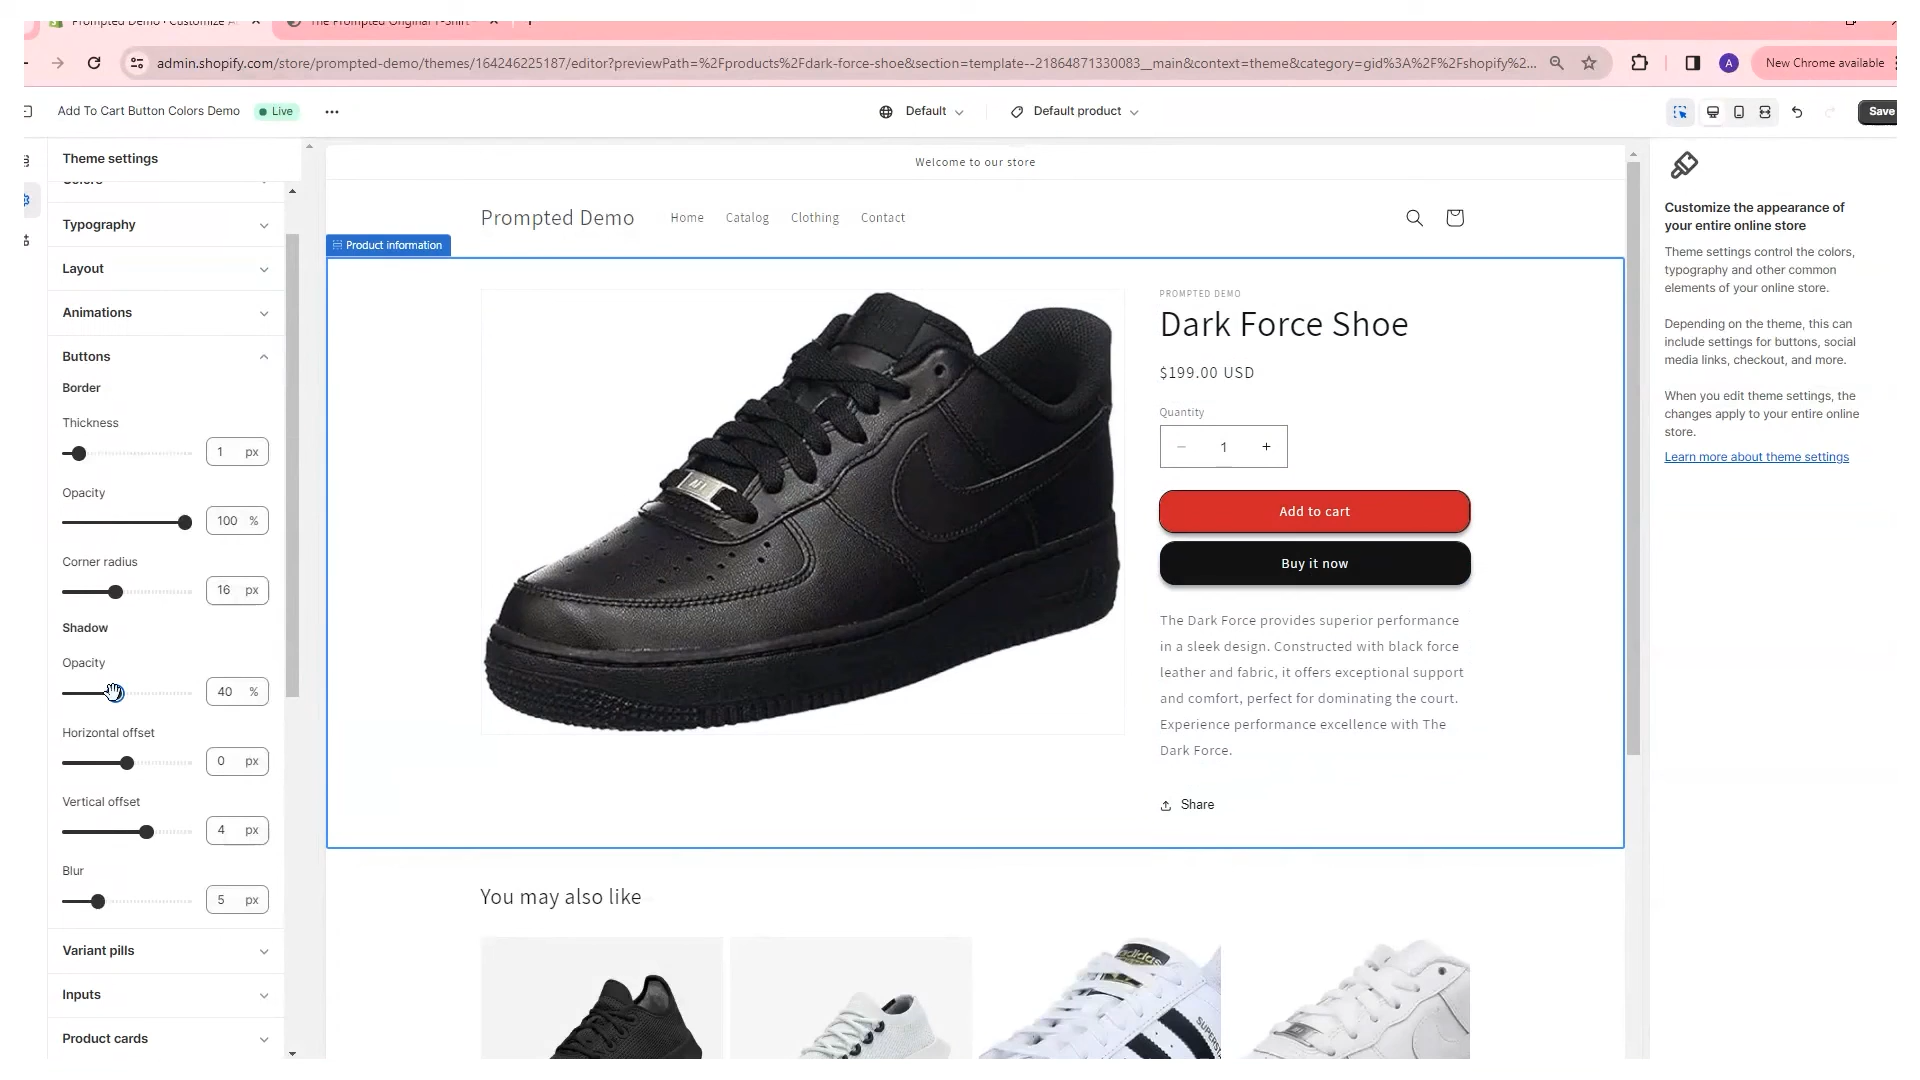 Prompted Demo · Customize A
The Prompted Original T-Shirt
admin.shopify.com/store/prompted-demo/themes/164246225187/editor?previewPath=%2Fproducts%2Fdark-force-shoe&section=template--21864871330083__main&context=theme&category=gid%3A%2F%2Fshopify%2...
A
New Chrome available
Add To Cart Button Colors Demo
Live
Default
Default product
Save
Theme settings
Colors
Typography
Layout
Animations
Buttons
Border
Thickness
1 px
Opacity
100 %
Corner radius
16 px
Shadow
Opacity
40 %
Horizontal offset
0 px
Vertical offset
4 px
Blur
5 px
Variant pills
Inputs
Product cards
Welcome to our store
Prompted Demo
Home
Catalog
Clothing
Contact
Product information
PROMPTED DEMO
Dark Force Shoe
$199.00 USD
Quantity
− 1 +
Add to cart
Buy it now
The Dark Force provides superior performance
in a sleek design. Constructed with black force
leather and fabric, it offers exceptional support
and comfort, perfect for dominating the court.
Experience performance excellence with The
Dark Force.
Share
You may also like
adidas
Customize the appearance of
your entire online store
Theme settings control the colors,
typography and other common
elements of your online store.
Depending on the theme, this can
include settings for buttons, social
media links, checkout, and more.
When you edit theme settings, the
changes apply to your entire online
store.
Learn more about theme settings